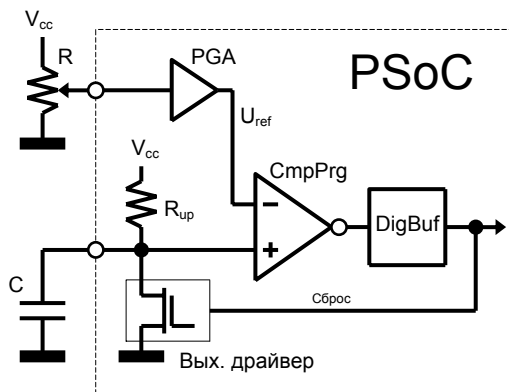 Vcc
R
PGA
PSoC
Uref
Vcc
CmpPrg
Rup
−
+
DigBuf
C
Сброс
Вых. драйвер